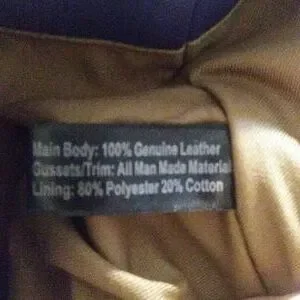 Main Body: 100% Genuine Leather
Gussets/Trim: All Man Made Material
Lining: 80% Polyester 20% Cotton